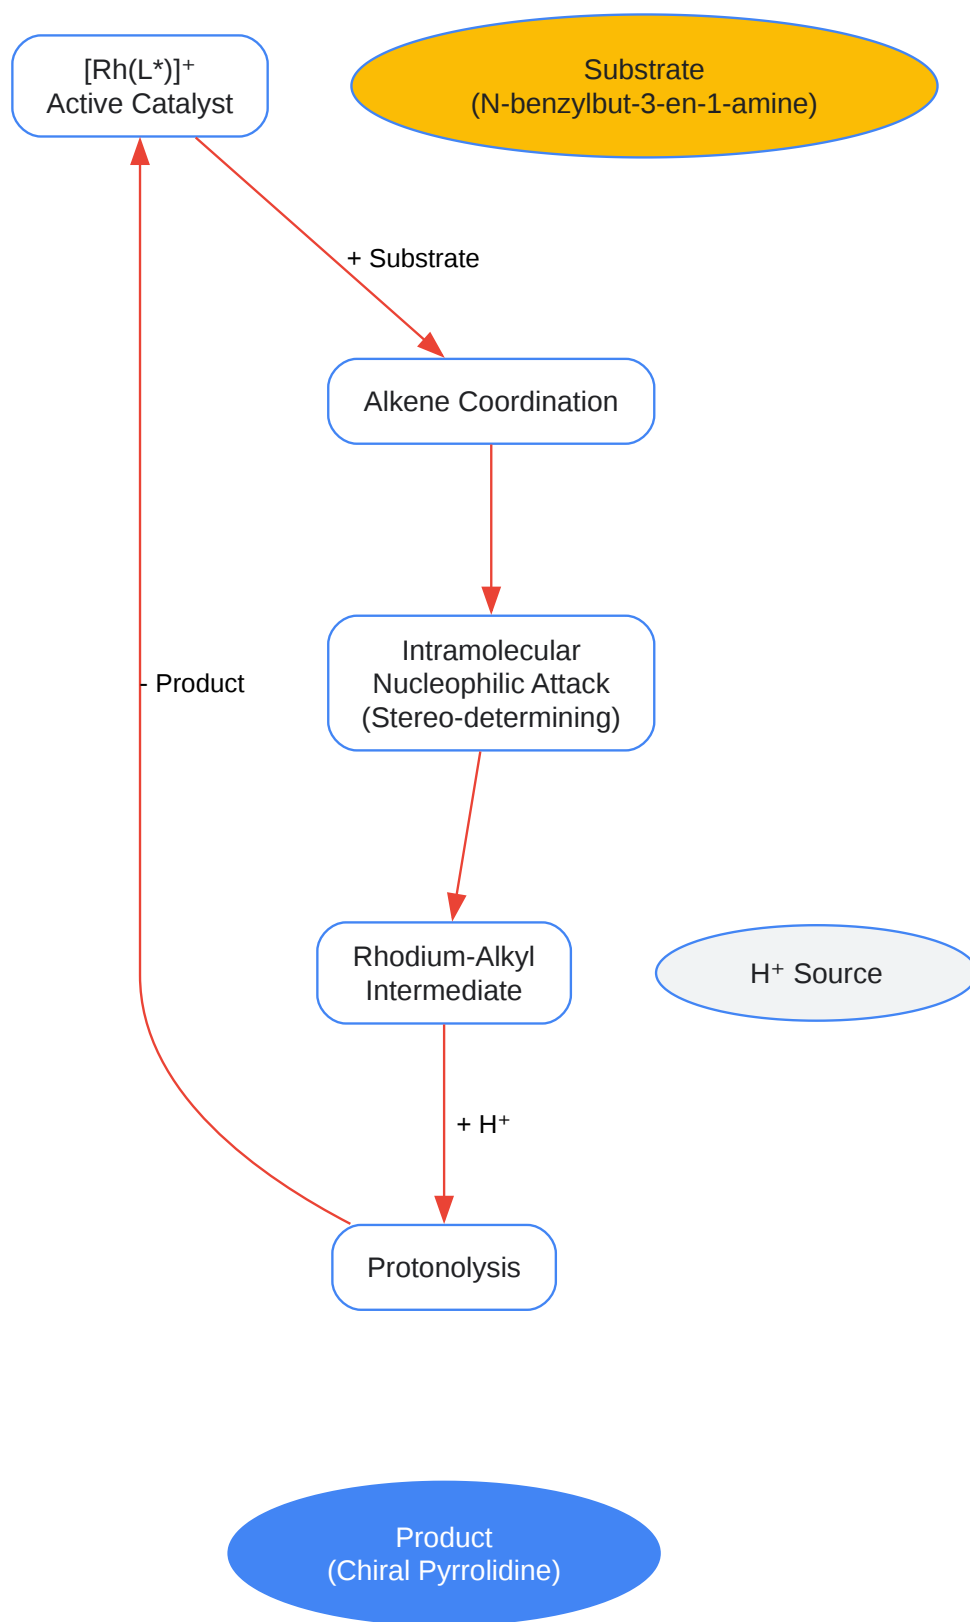 [Rh(L*)]⁺
Active Catalyst
Substrate
(N-benzylbut-3-en-1-amine)
+ Substrate
Alkene Coordination
Intramolecular
Nucleophilic Attack
(Stereo-determining)
- Product
Rhodium-Alkyl
Intermediate
H⁺ Source
+ H⁺
Protonolysis
Product
(Chiral Pyrrolidine)